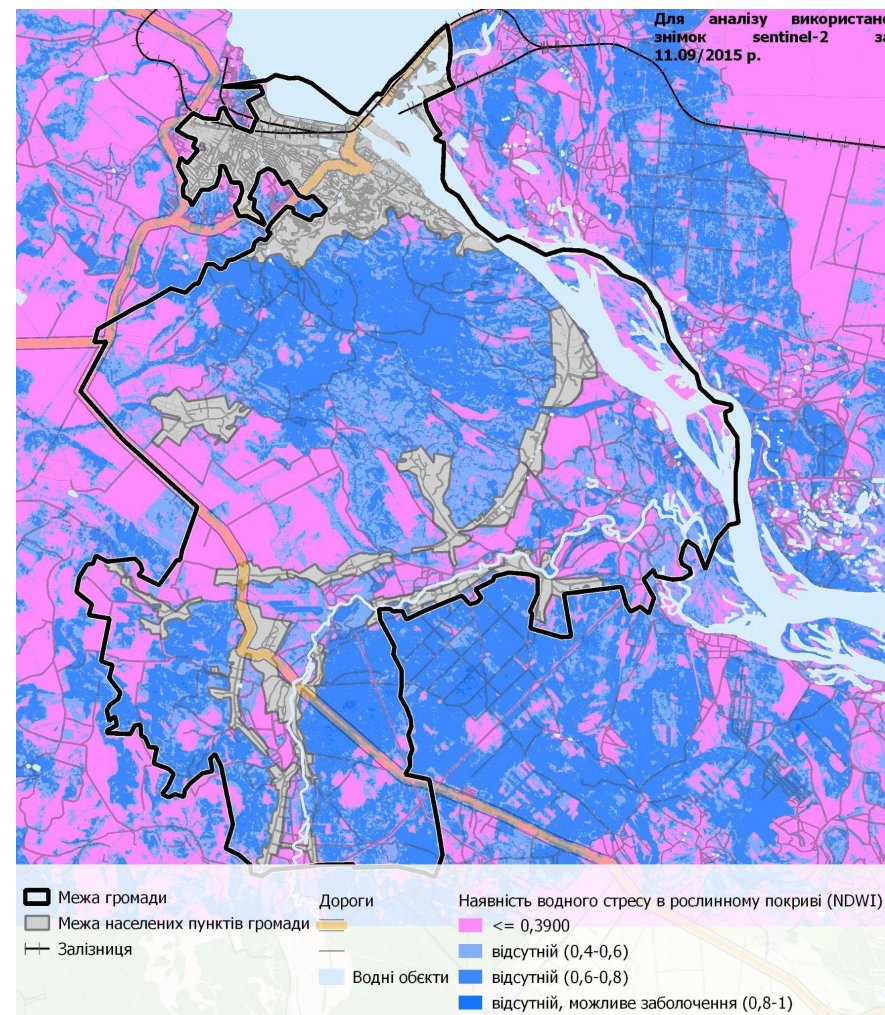 Для аналізу використано
знімок sentinel-2 за
11.09/2015 р.
Межа громади
Межа населених пунктів громади
Залізниця
Дороги
Водні обєкти
Наявність водного стресу в рослинному покриві (NDWI)
<= 0,3900
відсутній (0,4-0,6)
відсутній (0,6-0,8)
відсутній, можливе заболочення (0,8-1)